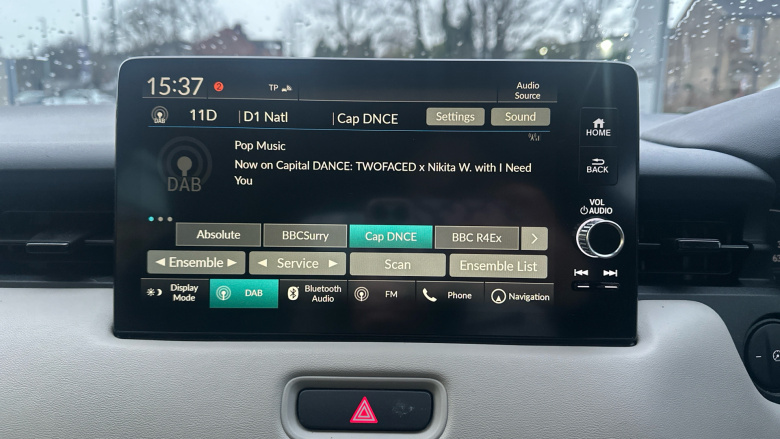 15:37 2 TP Audio
Source
DAB 11D D1 Natl Cap DNCE Settings Sound
HOME
Pop Music
Now on Capital DANCE: TWOFACED x Nikita W. with I Need
You
DAB
BACK
VOL
AUDIO
Absolute BBCSurry Cap DNCE BBC R4Ex
Ensemble Service Scan Ensemble List
Display
Mode DAB Bluetooth
Audio FM Phone Navigation